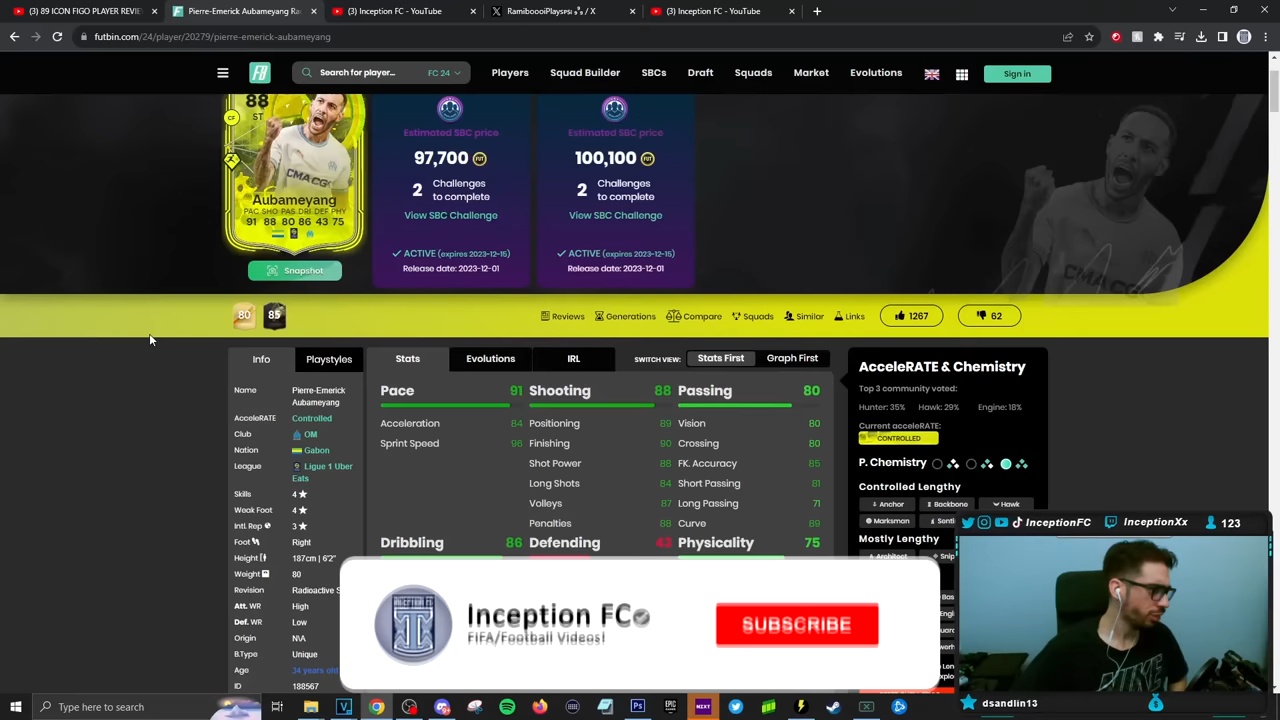 (3) 89 ICON FIGO PLAYER REVIE
Pierre-Emerick Aubameyang Ra
(3) Inception FC - YouTube
(3) Inception FC - YouTube
futbin.com/24/player/20279/pierre-emerick-aubameyang
Search for player... FC 24
Players Squad Builder SBCs Draft Squads Market Evolutions Sign in
88
ST
CF
CMA CG
Aubameyang
PAC SHO PAS DRI DEF PHY
91 88 80 86 43 75
Snapshot
Estimated SBC price
97,700
2 Challenges to complete
View SBC Challenge
ACTIVE (expires 2023-12-15)
Release date: 2023-12-01
Estimated SBC price
100,100
2 Challenges to complete
View SBC Challenge
ACTIVE (expires 2023-12-15)
Release date: 2023-12-01
80 85
Reviews Generations Compare Squads Similar Links 1267 62
Info Playstyles
Name Pierre-Emerick Aubameyang
AcceleRATE Controlled
Club OM
Nation Gabon
League Ligue 1 Uber Eats
Skills 4
Weak Foot 4
Intl. Rep 3
Foot Right
Height 187cm | 6'2"
Weight 80
Revision Radioactive S
Att. WR High
Def. WR Low
Origin N\A
B.Type Unique
Age 34 years old
ID 188567
Stats Evolutions IRL SWITCH VIEW: Stats First Graph First
Pace 91
Acceleration 84
Sprint Speed 96
Shooting 88
Positioning 89
Finishing 90
Shot Power 88
Long Shots 84
Volleys 87
Penalties 88
Passing 80
Vision 80
Crossing 80
FK. Accuracy 85
Short Passing 81
Long Passing 71
Curve 89
Dribbling 86
Defending 43
Physicality 75
AcceleRATE & Chemistry
Top 3 community voted:
Hunter: 35% Hawk: 29% Engine: 18%
Current acceleRATE:
CONTROLLED
P. Chemistry
Controlled Lengthy
Anchor Backbone Hawk
Marksman Senti
Mostly Lengthy
Architect Snip
Inception FC
FIFA/Football Videos!
SUBSCRIBE
InceptionFC InceptionXx 123
dsandlin13
Type here to search